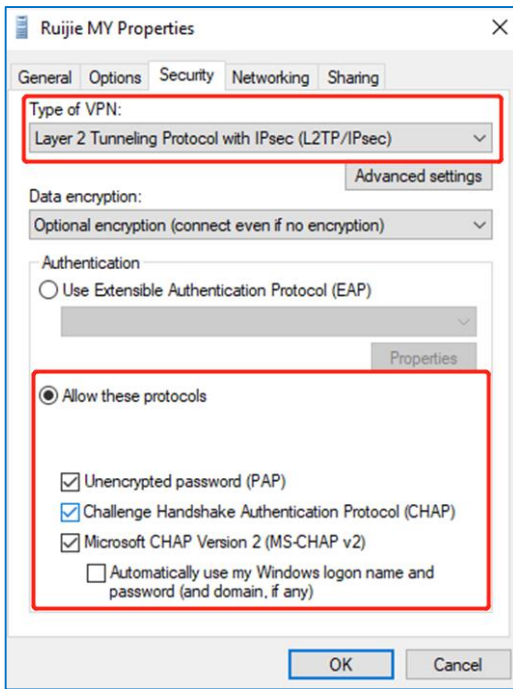 Ruijie MY Properties
General Options Security Networking Sharing
Type of VPN:
Layer 2 Tunneling Protocol with IPsec (L2TP/IPsec)
Advanced settings
Data encryption:
Optional encryption (connect even if no encryption)
Authentication
Use Extensible Authentication Protocol (EAP)
Properties
Allow these protocols
Unencrypted password (PAP)
Challenge Handshake Authentication Protocol (CHAP)
Microsoft CHAP Version 2 (MS-CHAP v2)
Automatically use my Windows logon name and
password (and domain, if any)
OK Cancel